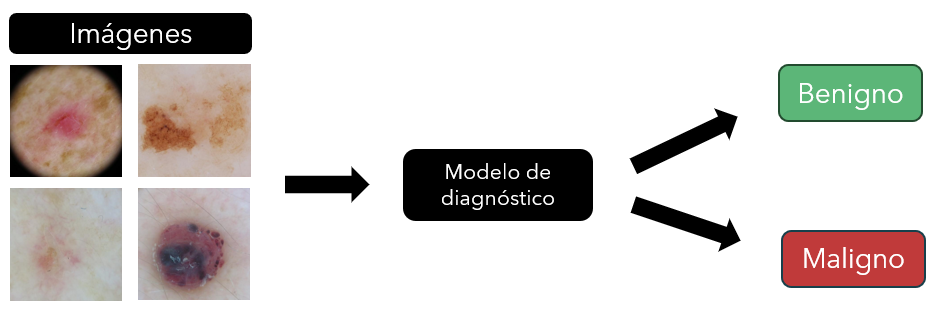 Imágenes
Modelo de
diagnóstico
Benigno
Maligno